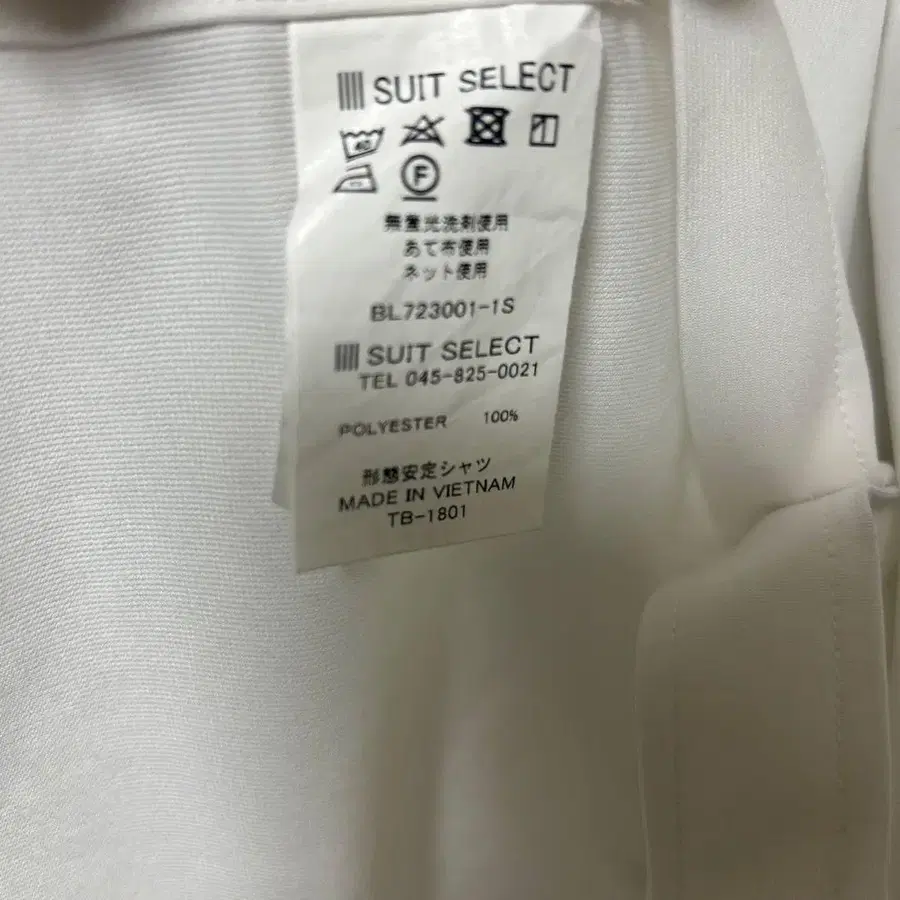 SUIT SELECT
40
F
無蛍光洗剤使用
あて布使用
ネット使用
BL723001-1S
SUIT SELECT
TEL 045-825-0021
POLYESTER 100%
形態安定シャツ
MADE IN VIETNAM
TB-1801